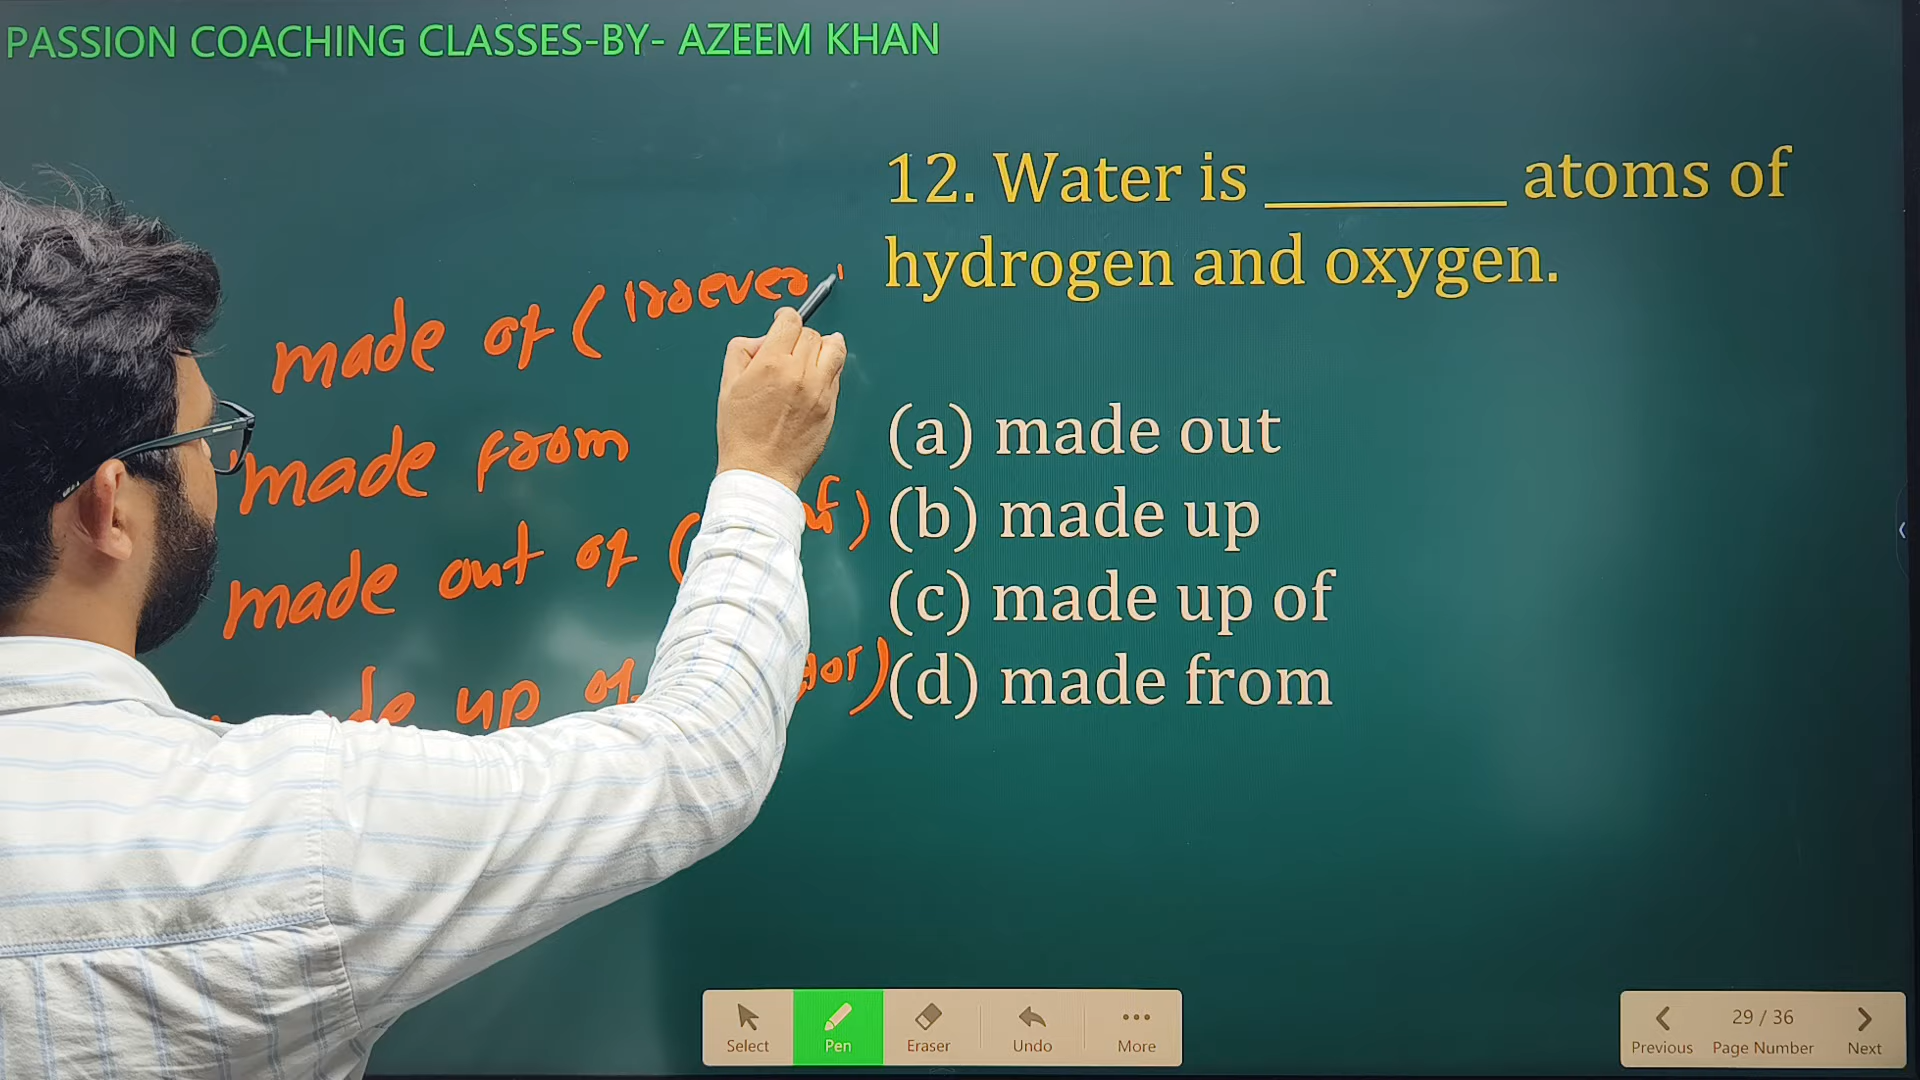 PASSION COACHING CLASSES-BY- AZEEM KHAN
12. Water is ________ atoms of
hydrogen and oxygen.
made of (
made from
made out of (
up of
(a) made out
(b) made up
(c) made up of
(d) made from
Select
Pen
Eraser
Undo
More
29 / 36
Previous
Page Number
Next